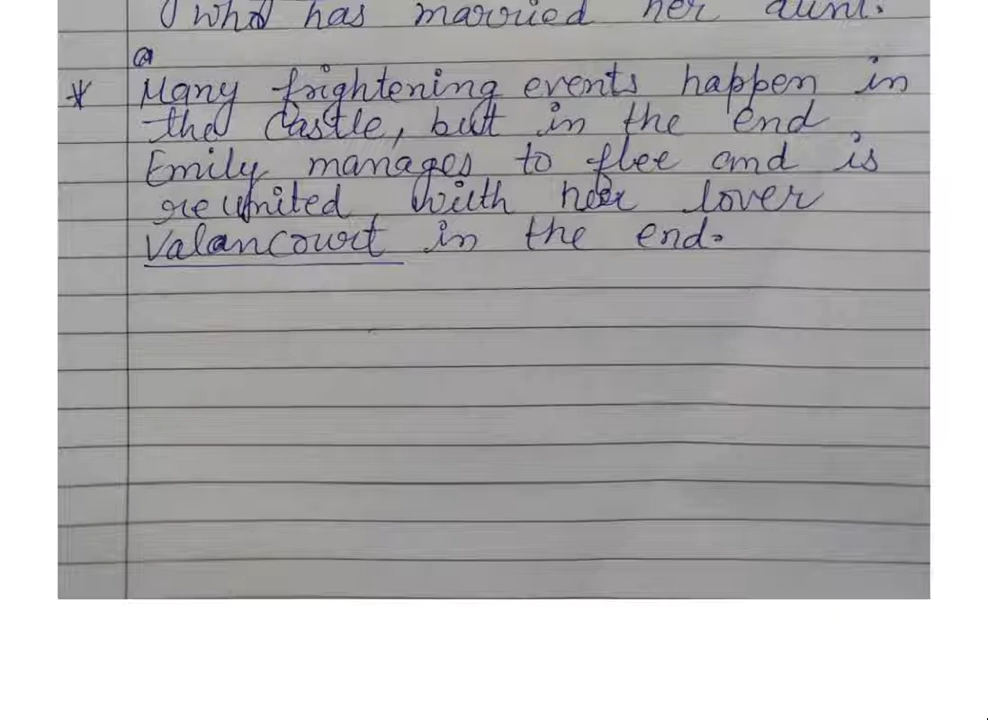 who has married her aunt.
* Many frightening events happen in
the castle, but in the end
Emily manages to flee and is
reunited with her lover
Valancourt in the end.